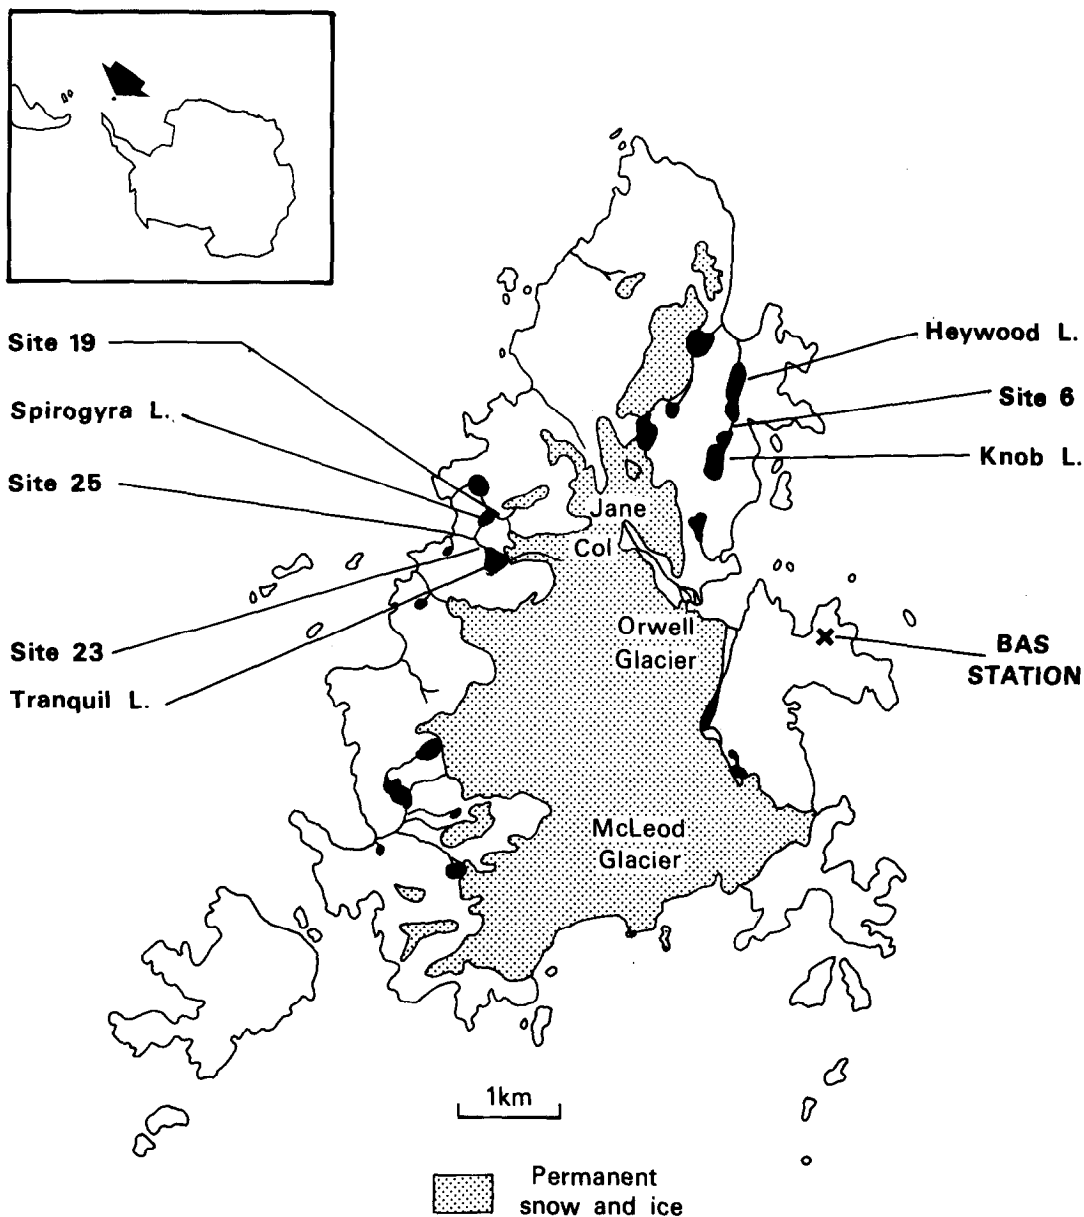 Site 19
Spirogyra L.
Site 25
Site 23
Tranquil L.
Heywood L.
Site 6
Knob L.
Jane
Col
Orwell
Glacier
BAS
STATION
McLeod
Glacier
1km
Permanent
snow and ice